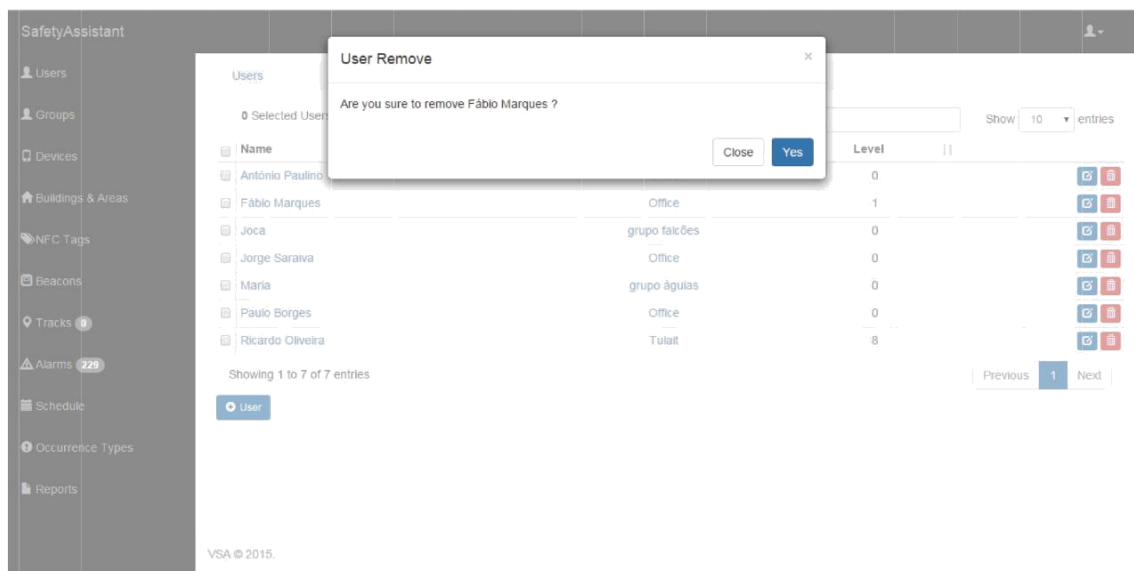 SafetyAssistant
User Remove ×
Are you sure to remove Fábio Marques ?
Close Yes
Users
Groups
Devices
Buildings & Areas
NFC Tags
Beacons
Tracks 0
Alarms 229
Schedule
Occurrence Types
Reports
Users
0 Selected Users
Show 10 entries
Name Level
António Paulino 0
Fábio Marques Office 1
Joca grupo falcões 0
Jorge Saraiva Office 0
Maria grupo águias 0
Paulo Borges Office 0
Ricardo Oliveira Tulait 8
Showing 1 to 7 of 7 entries
Previous 1 Next
User
VSA © 2015.